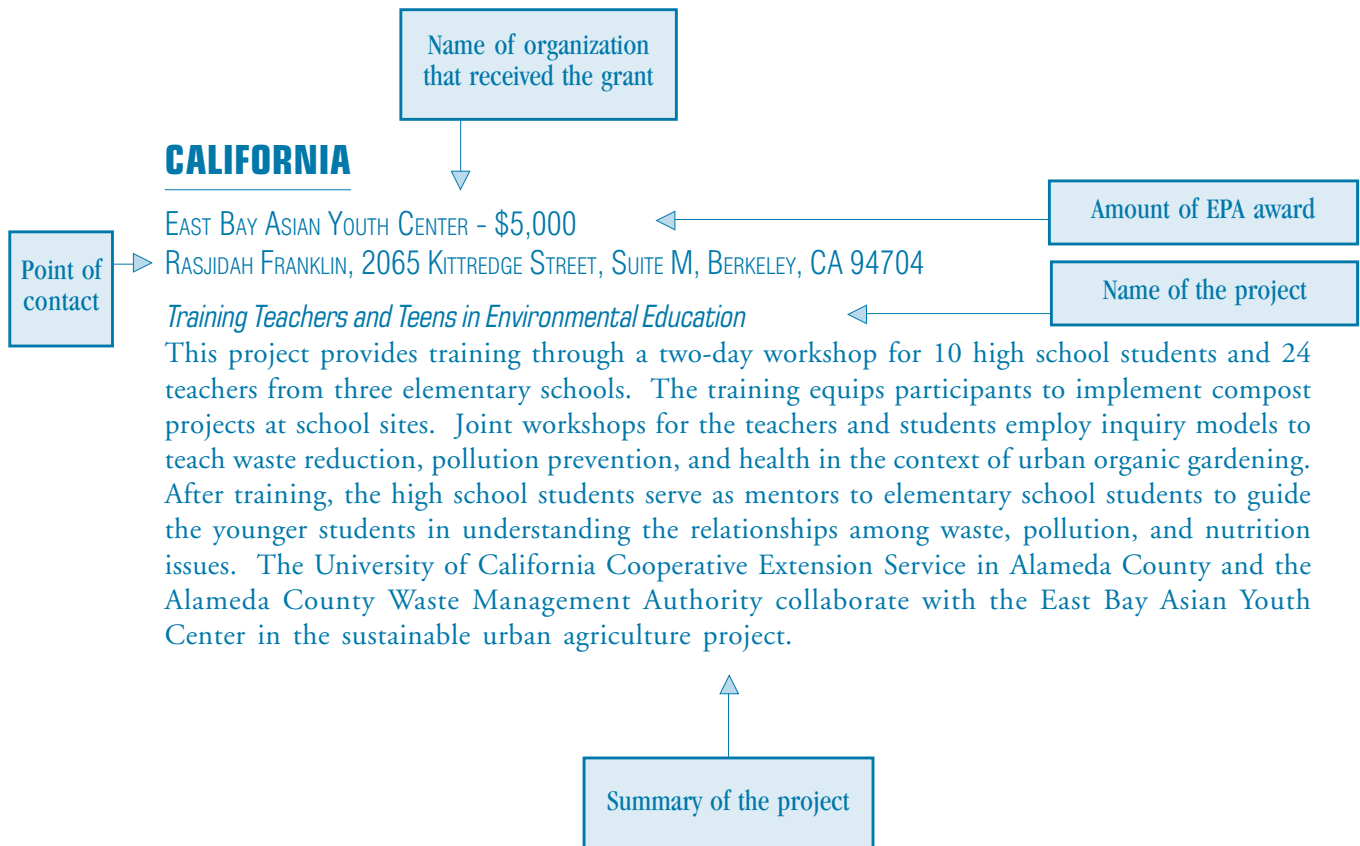 Name of organization
that received the grant
CALIFORNIA
EAST BAY ASIAN YOUTH CENTER - $5,000
Amount of EPA award
Point of
contact
RASJIDAH FRANKLIN, 2065 KITTREDGE STREET, SUITE M, BERKELEY, CA 94704
Name of the project
Training Teachers and Teens in Environmental Education
This project provides training through a two-day workshop for 10 high school students and 24
teachers from three elementary schools. The training equips participants to implement compost
projects at school sites. Joint workshops for the teachers and students employ inquiry models to
teach waste reduction, pollution prevention, and health in the context of urban organic gardening.
After training, the high school students serve as mentors to elementary school students to guide
the younger students in understanding the relationships among waste, pollution, and nutrition
issues. The University of California Cooperative Extension Service in Alameda County and the
Alameda County Waste Management Authority collaborate with the East Bay Asian Youth
Center in the sustainable urban agriculture project.
Summary of the project